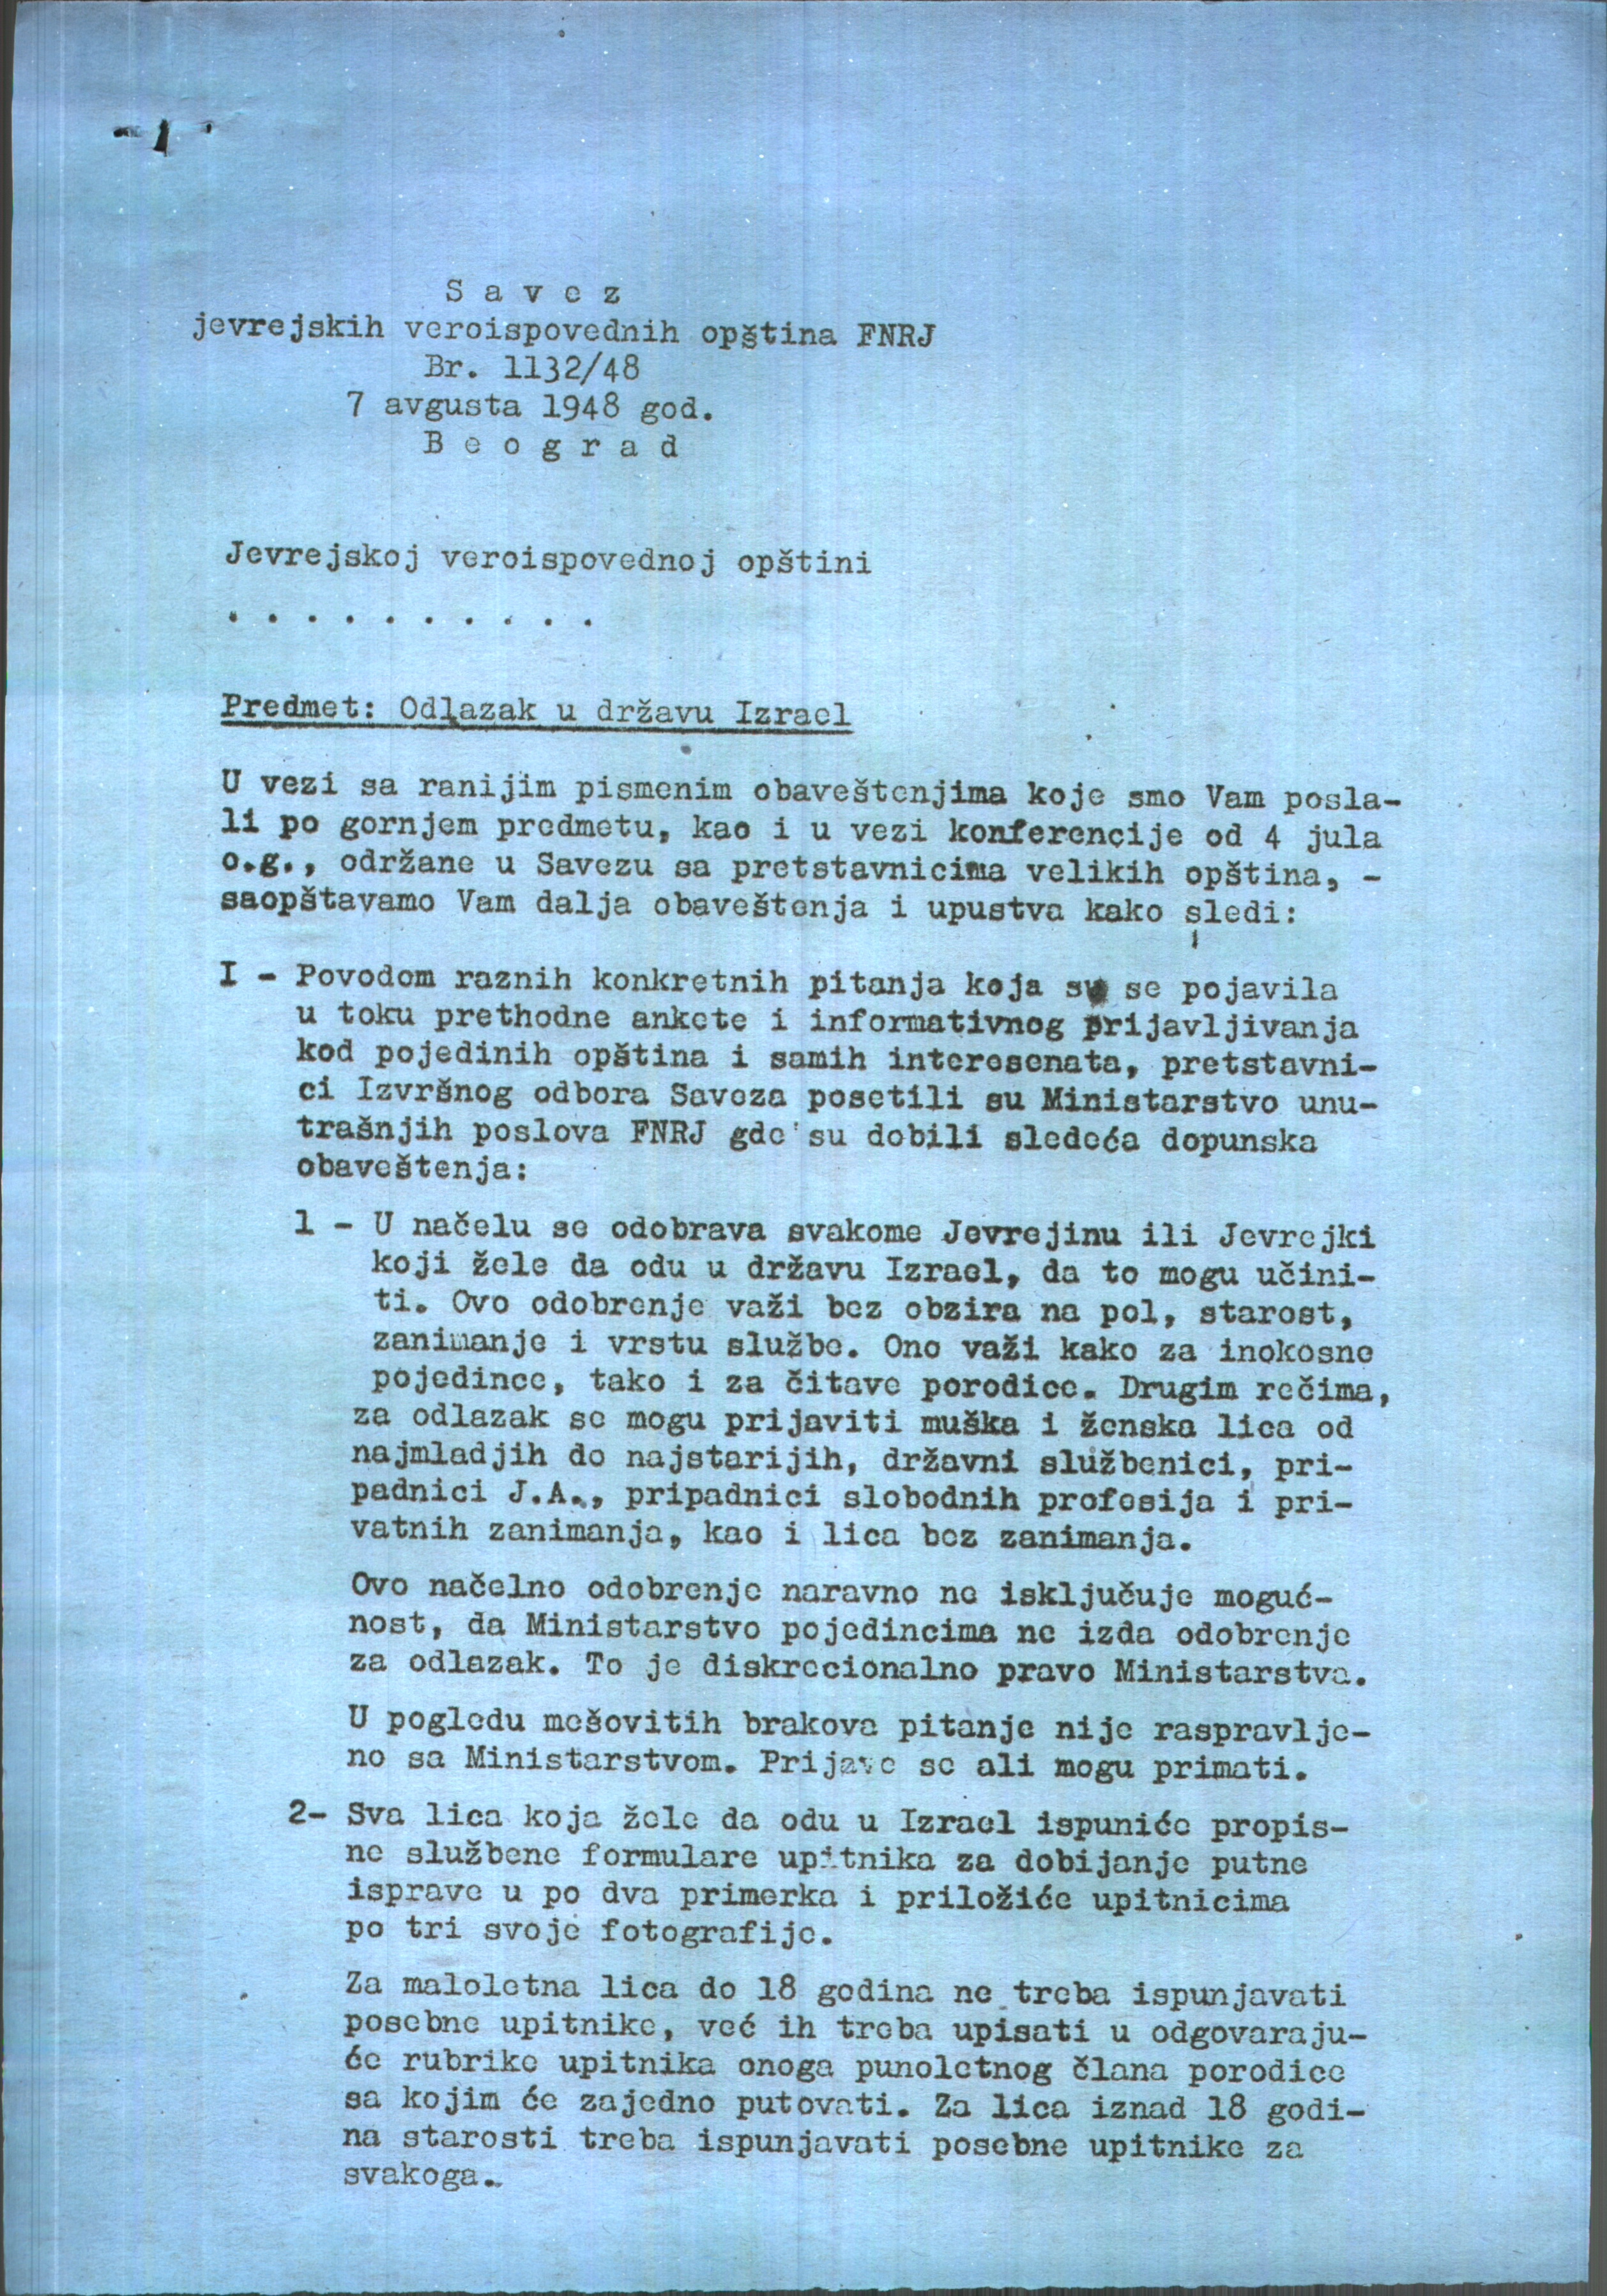 S a v e z
jevrejskih veroispovednih opština FNRJ
Br. 1132/48
7 avgusta 1948 god.
B e o g r a d
Jevrejskoj veroispovednoj opštini
. . . . . . . . . .
Predmet: Odlazak u državu Izrael
U vezi sa ranijim pismenim obaveštenjima koje smo Vam posla-
li po gornjem predmetu, kao i u vezi konferencije od 4 jula
o.g., održane u Savezu sa pretstavnicima velikih opština, -
saopštavamo Vam dalja obaveštenja i upustva kako sledi:
I - Povodom raznih konkretnih pitanja koja su se pojavila
u toku prethodne ankete i informativnog prijavljivanja
kod pojedinih opština i samih interesenata, pretstavni-
ci Izvršnog odbora Saveza posetili su Ministarstvo unu-
trašnjih poslova FNRJ gde su dobili sledeća dopunska
obaveštenja:
1 - U načelu se odobrava svakome Jevrejinu ili Jevrejki
koji žele da odu u državu Izrael, da to mogu učini-
ti. Ovo odobrenje važi bez obzira na pol, starost,
zanimanje i vrstu službe. Ono važi kako za inokosne
pojedince, tako i za čitave porodice. Drugim rečima,
za odlazak se mogu prijaviti muška i ženska lica od
najmladjih do najstarijih, državni službenici, pri-
padnici J.A., pripadnici slobodnih profesija i pri-
vatnih zanimanja, kao i lica bez zanimanja.
Ovo načelno odobrenje naravno ne isključuje moguć-
nost, da Ministarstvo pojedincima ne izda odobrenje
za odlazak. To je diskrecionalno pravo Ministarstva.
U pogledu mešovitih brakova pitanje nije raspravlje-
no sa Ministarstvom. Prijave se ali mogu primati.
2- Sva lica koja žele da odu u Izrael ispuniće propis-
ne službene formulare upitnika za dobijanje putne
isprave u po dva primerka i priložiće upitnicima
po tri svoje fotografije.
Za maloletna lica do 18 godina ne treba ispunjavati
posebne upitnike, već ih treba upisati u odgovaraju-
će rubrike upitnika onoga punoletnog člana porodice
sa kojim će zajedno putovati. Za lica iznad 18 godi-
na starosti treba ispunjavati posebne upitnike za
svakoga.